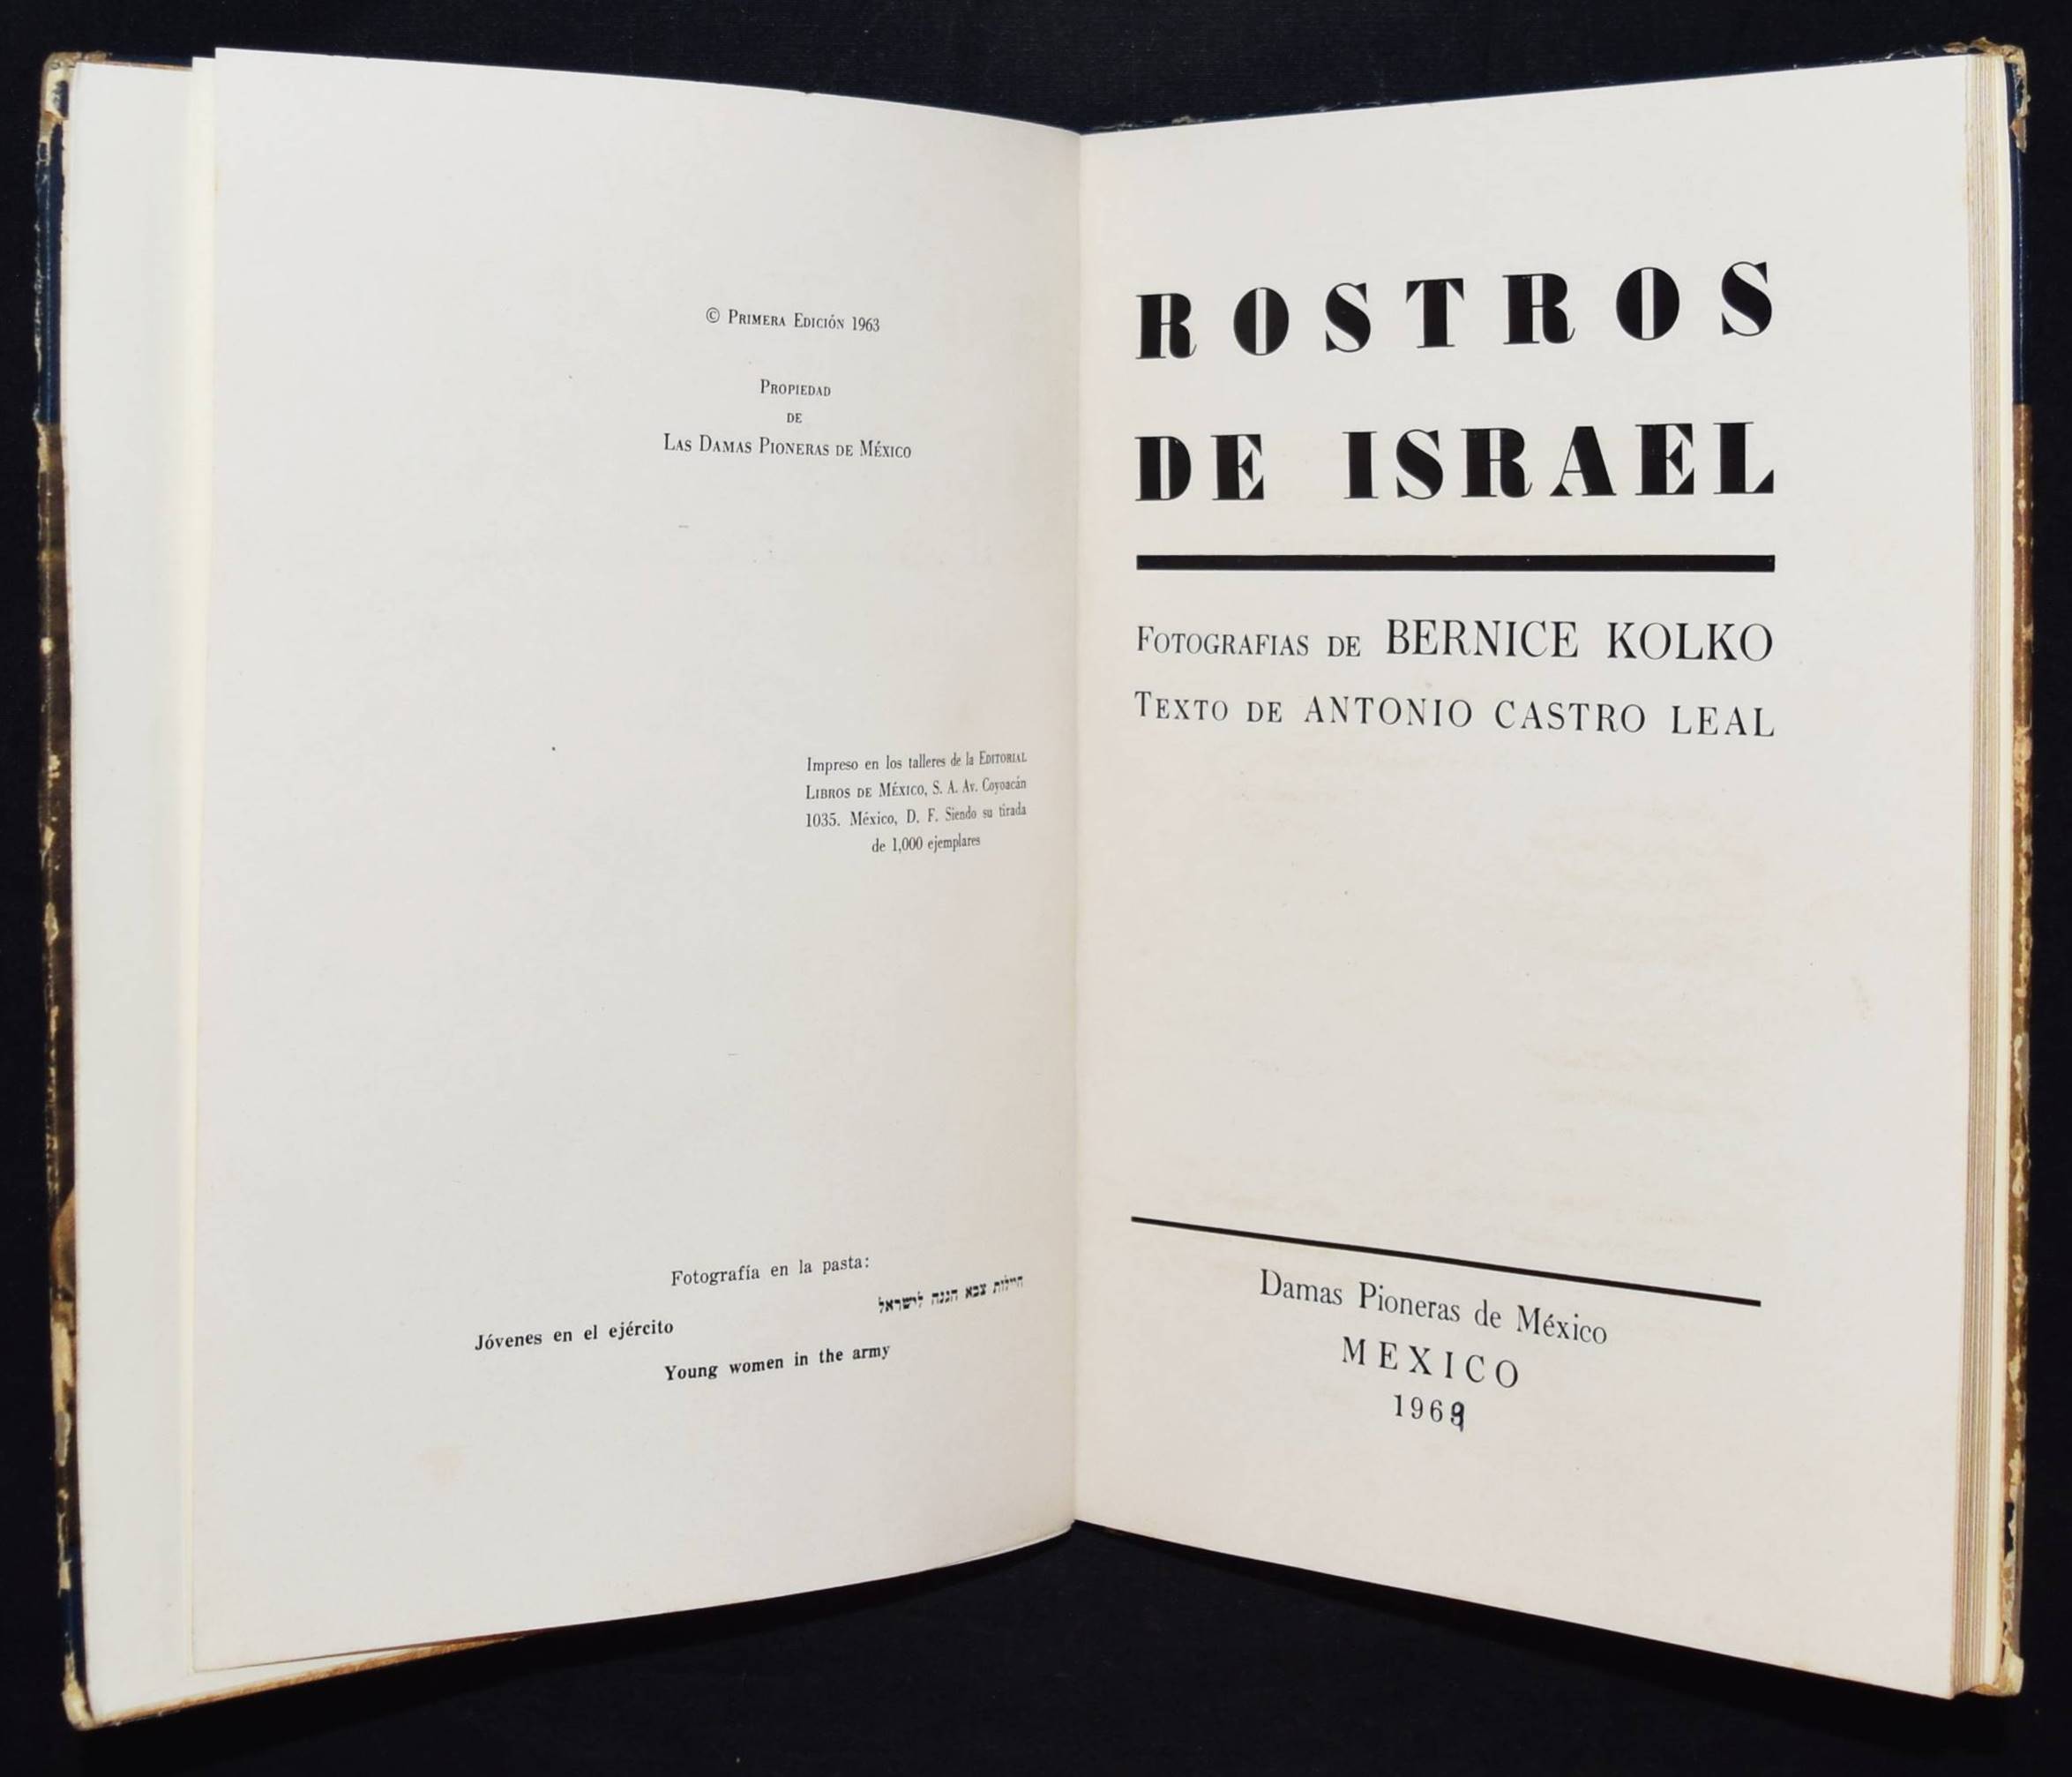 © Primera Edición 1963
Propiedad
de
Las Damas Pioneras de México
Impreso en los talleres de la Editorial
Libros de México, S. A. Av. Coyoacán
1035. México, D. F. Siendo su tirada
de 1,000 ejemplares
Fotografía en la pasta:
חיילות צבא הגנה לישראל
Jóvenes en el ejército
Young women in the army
ROSTROS
DE ISRAEL
Fotografias de BERNICE KOLKO
Texto de ANTONIO CASTRO LEAL
Damas Pioneras de México
MEXICO